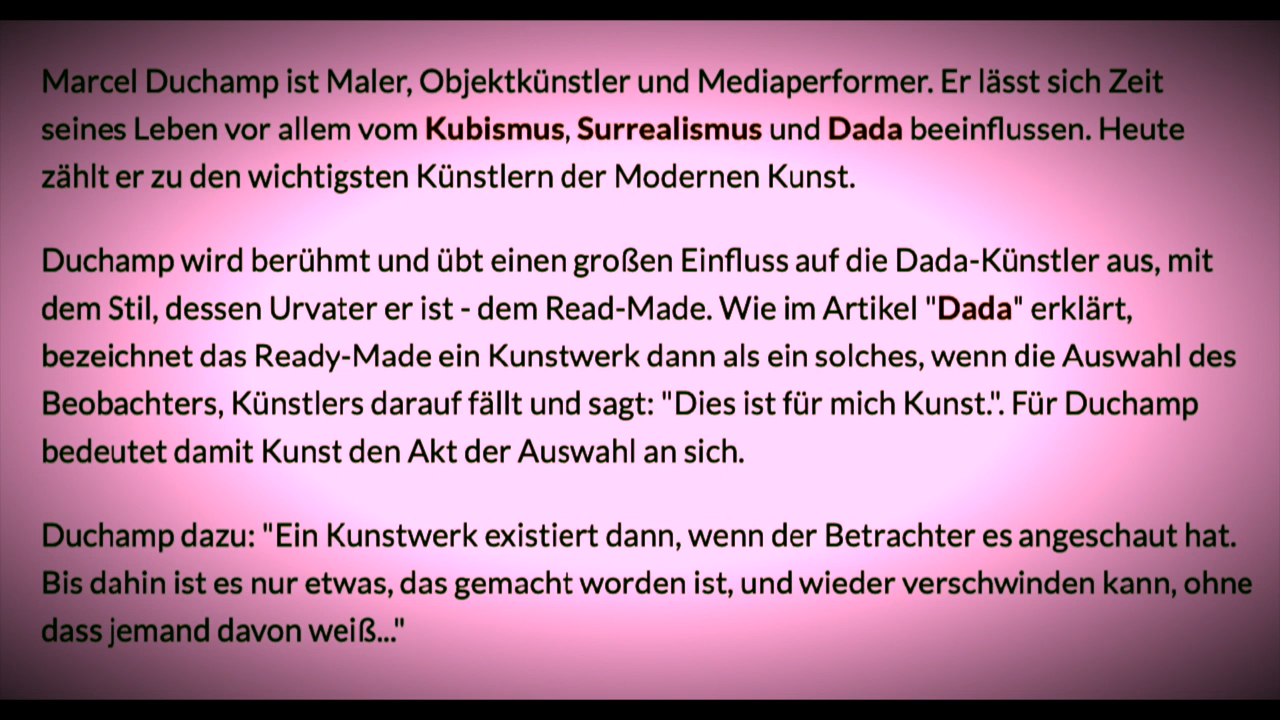 Marcel Duchamp ist Maler, Objektkünstler und Mediaperformer. Er lässt sich Zeit
seines Leben vor allem vom Kubismus, Surrealismus und Dada beeinflussen. Heute
zählt er zu den wichtigsten Künstlern der Modernen Kunst.
Duchamp wird berühmt und übt einen großen Einfluss auf die Dada-Künstler aus, mit
dem Stil, dessen Urvater er ist - dem Read-Made. Wie im Artikel "Dada" erklärt,
bezeichnet das Ready-Made ein Kunstwerk dann als ein solches, wenn die Auswahl des
Beobachters, Künstlers darauf fällt und sagt: "Dies ist für mich Kunst.". Für Duchamp
bedeutet damit Kunst den Akt der Auswahl an sich.
Duchamp dazu: "Ein Kunstwerk existiert dann, wenn der Betrachter es angeschaut hat.
Bis dahin ist es nur etwas, das gemacht worden ist, und wieder verschwinden kann, ohne
dass jemand davon weiß..."